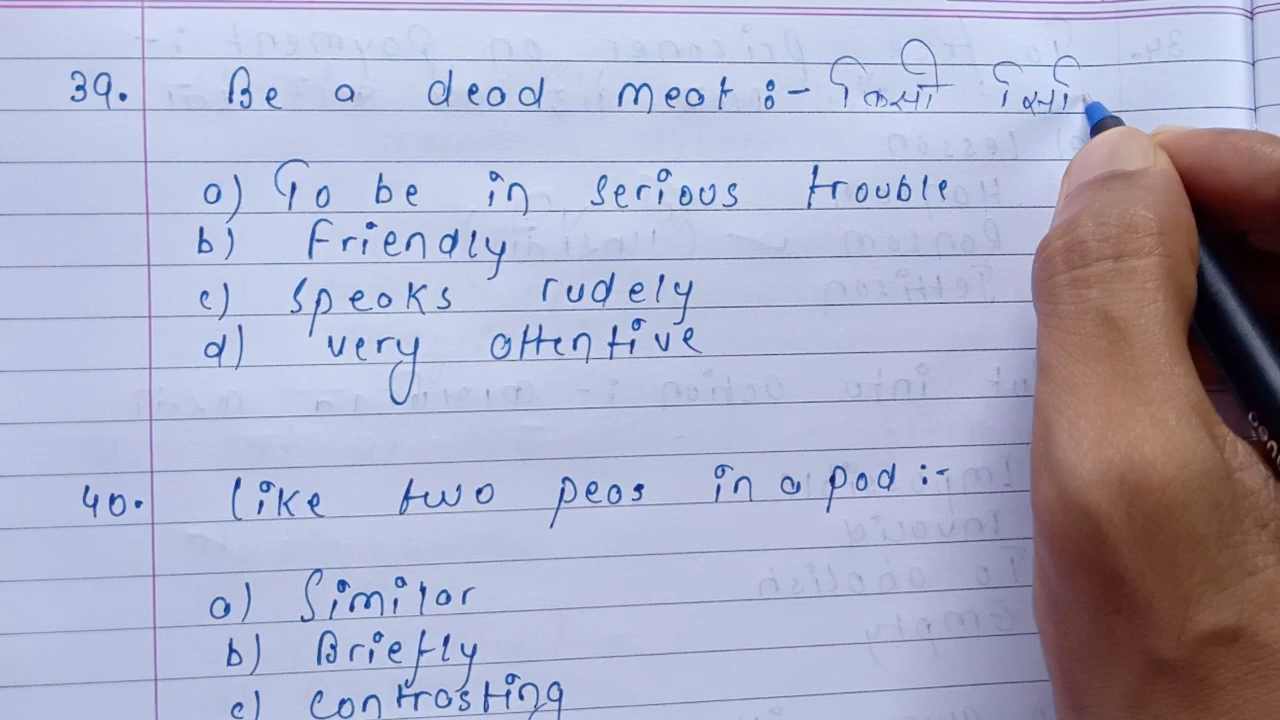 39. Be a dead meat :- किसी
a) To be in serious trouble
b) Friendly
c) Speaks rudely
d) very attentive
40. Like two peas in a pod :-
a) Similar
b) Briefly
c) Contrasting